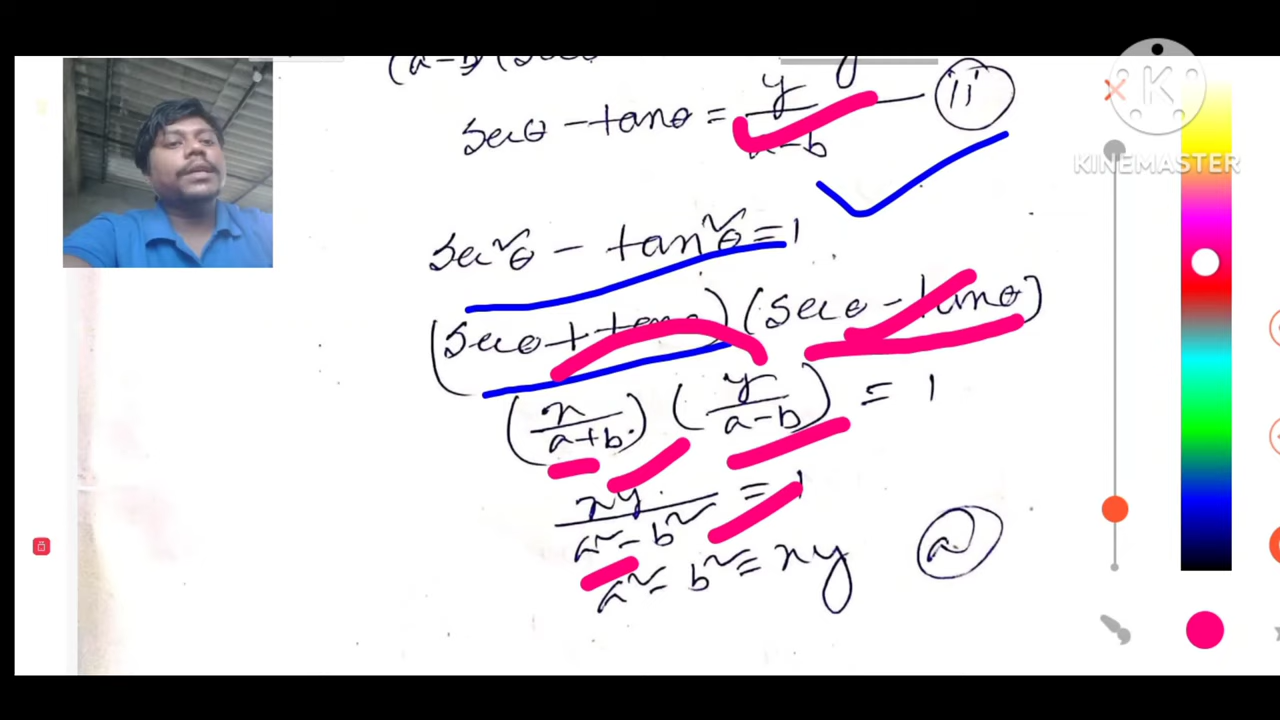 (a-b)(secθ
secθ - tanθ = y/a-b — (ii)
sec²θ - tan²θ = 1
(secθ + tanθ)(secθ - tanθ)
(x/a+b)(y/a-b) = 1
xy/a²-b² = 1
a² = b² = xy (a)
K
KINEMASTER